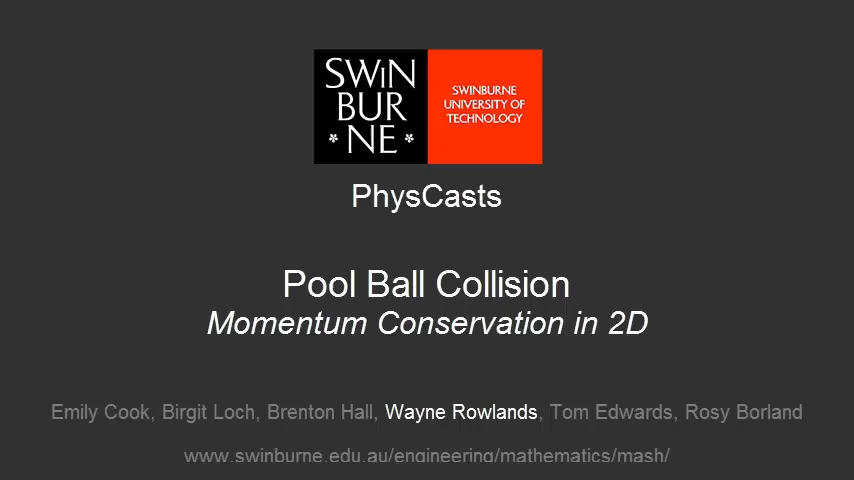 SWIN
BUR
* NE *
SWINBURNE
UNIVERSITY OF
TECHNOLOGY
PhysCasts
Pool Ball Collision
Momentum Conservation in 2D
Emily Cook, Birgit Loch, Brenton Hall, Wayne Rowlands, Tom Edwards, Rosy Borland
www.swinburne.edu.au/engineering/mathematics/mash/